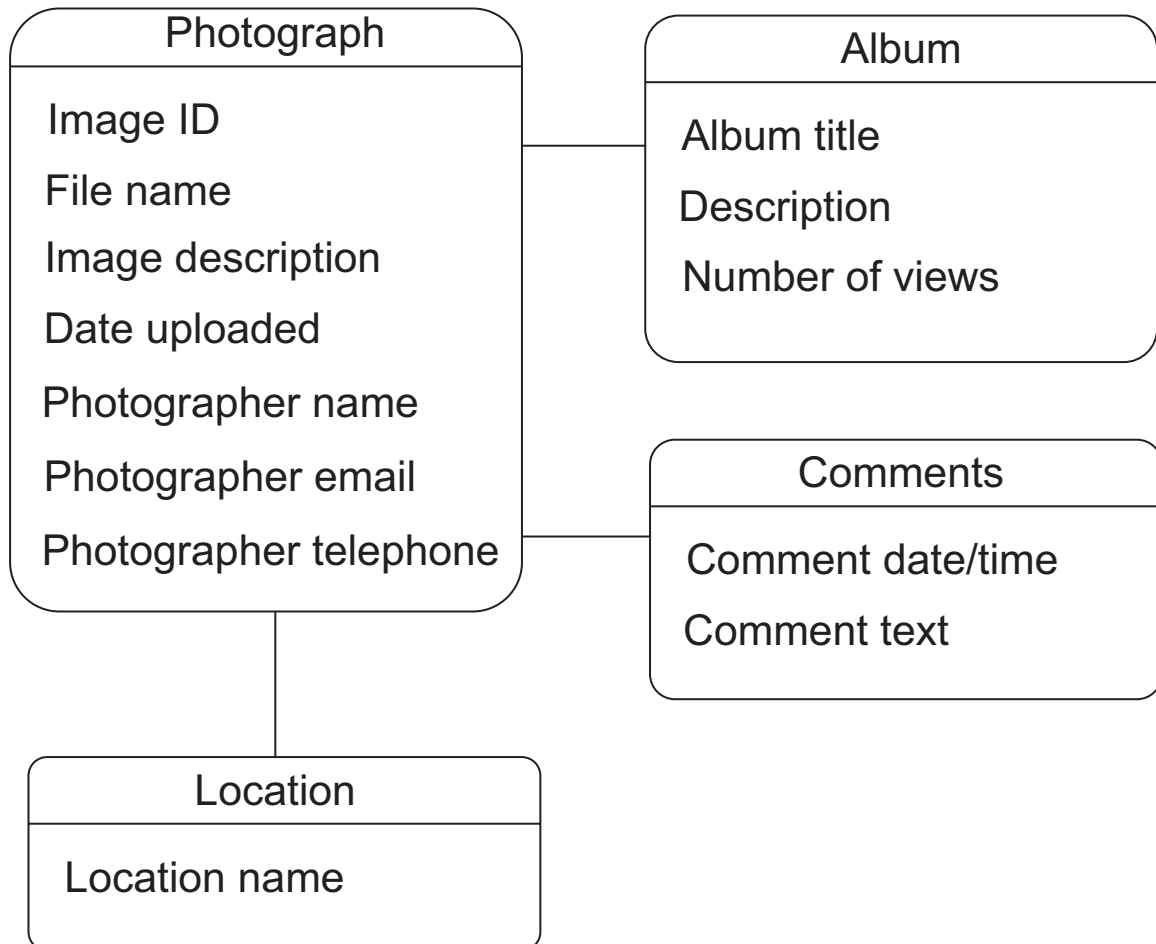 Photograph
Image ID
File name
Image description
Date uploaded
Photographer name
Photographer email
Photographer telephone
Album
Album title
Description
Number of views
Comments
Comment date/time
Comment text
Location
Location name